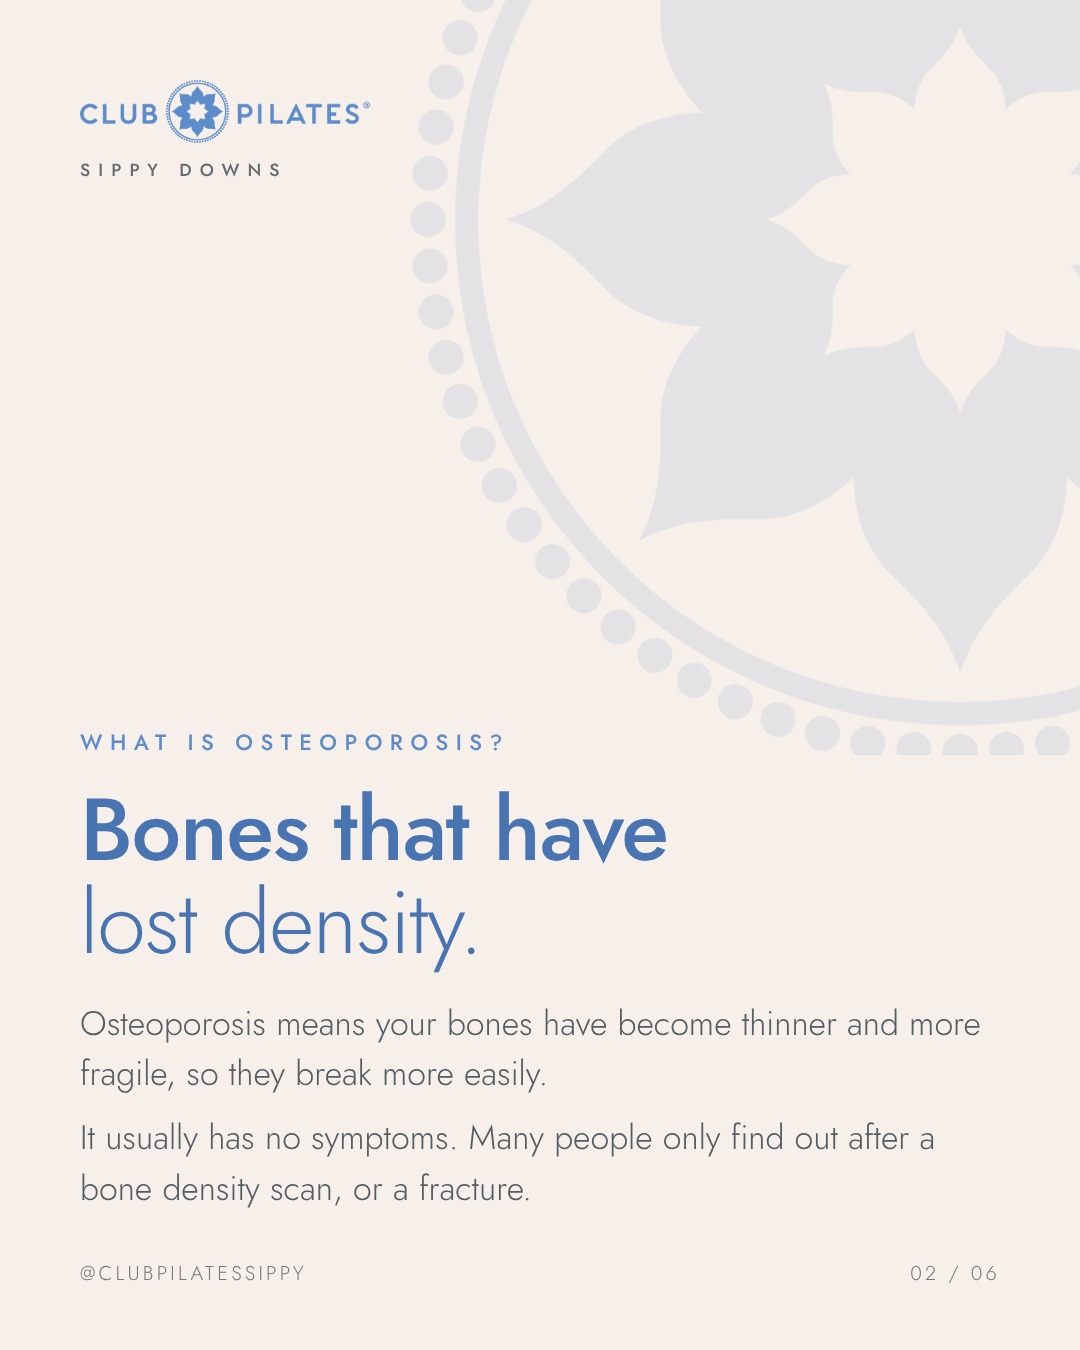 CLUB PILATES®
SIPPY DOWNS
WHAT IS OSTEOPOROSIS?
Bones that have
lost density.
Osteoporosis means your bones have become thinner and more
fragile, so they break more easily.
It usually has no symptoms. Many people only find out after a
bone density scan, or a fracture.
@CLUBPILATESSIPPY
02 / 06